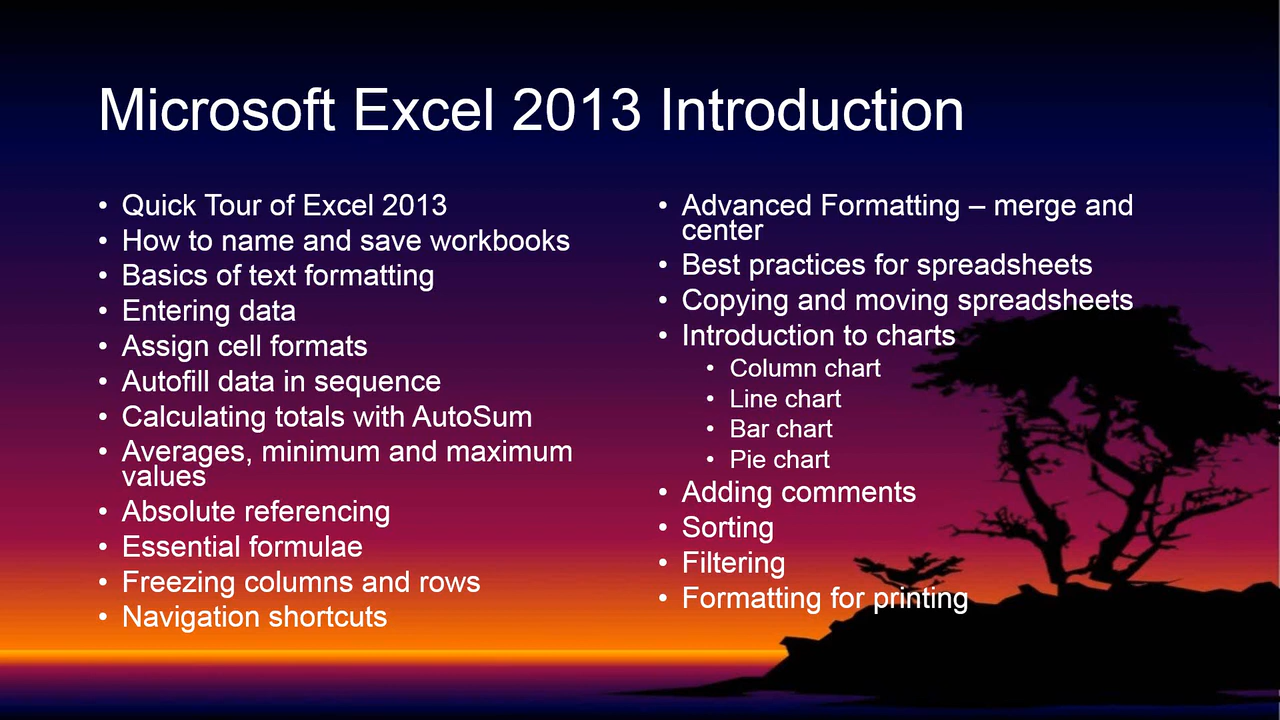 Microsoft Excel 2013 Introduction
• Quick Tour of Excel 2013
• How to name and save workbooks
• Basics of text formatting
• Entering data
• Assign cell formats
• Autofill data in sequence
• Calculating totals with AutoSum
• Averages, minimum and maximum
values
• Absolute referencing
• Essential formulae
• Freezing columns and rows
• Navigation shortcuts
• Advanced Formatting – merge and
center
• Best practices for spreadsheets
• Copying and moving spreadsheets
• Introduction to charts
• Column chart
• Line chart
• Bar chart
• Pie chart
• Adding comments
• Sorting
• Filtering
• Formatting for printing